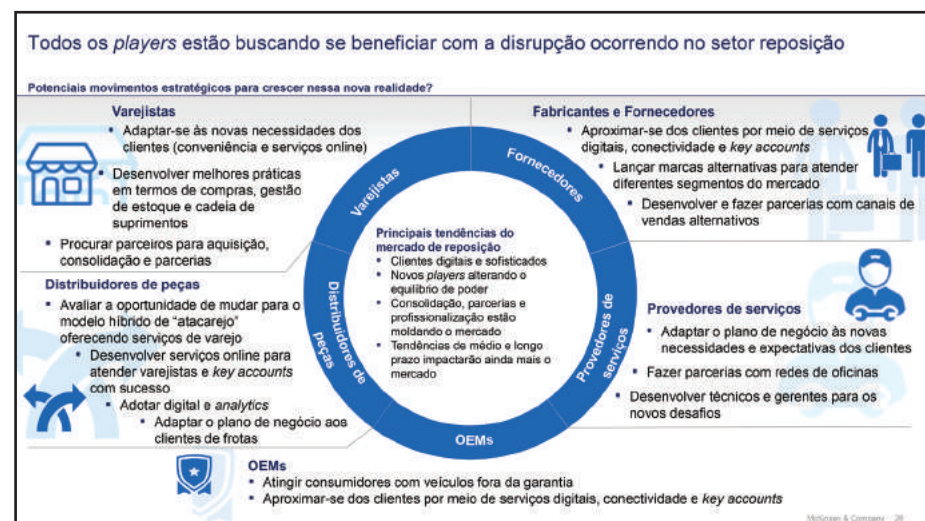 Todos os players estão buscando se beneficiar com a disrupção ocorrendo no setor reposição
Potenciais movimentos estratégicos para crescer nessa nova realidade?
Varejistas
▪ Adaptar-se às novas necessidades dos
clientes (conveniência e serviços online)
▪ Desenvolver melhores práticas
em termos de compras, gestão
de estoque e cadeia de
suprimentos
▪ Procurar parceiros para aquisição,
consolidação e parcerias
Fabricantes e Fornecedores
▪ Aproximar-se dos clientes por meio de serviços
digitais, conectividade e key accounts
▪ Lançar marcas alternativas para atender
diferentes segmentos do mercado
▪ Desenvolver e fazer parcerias com canais de
vendas alternativos
Varejistas
Fornecedores
Distribuidores de
peças
Provedores de
serviços
OEMs
Principais tendências do
mercado de reposição
▪ Clientes digitais e sofisticados
▪ Novos players alterando o
equilíbrio de poder
▪ Consolidação, parcerias e
profissionalização estão
moldando o mercado
▪ Tendências de médio e longo
prazo impactarão ainda mais o
mercado
Distribuidores de peças
▪ Avaliar a oportunidade de mudar para o
modelo híbrido de “atacarejo”
oferecendo serviços de varejo
▪ Desenvolver serviços online para
atender varejistas e key accounts
com sucesso
▪ Adotar digital e analytics
▪ Adaptar o plano de negócio aos
clientes de frotas
Provedores de serviços
▪ Adaptar o plano de negócio às novas
necessidades e expectativas dos clientes
▪ Fazer parcerias com redes de oficinas
▪ Desenvolver técnicos e gerentes para os
novos desafios
OEMs
▪ Atingir consumidores com veículos fora da garantia
▪ Aproximar-se dos clientes por meio de serviços digitais, conectividade e key accounts
McKinsey & Company